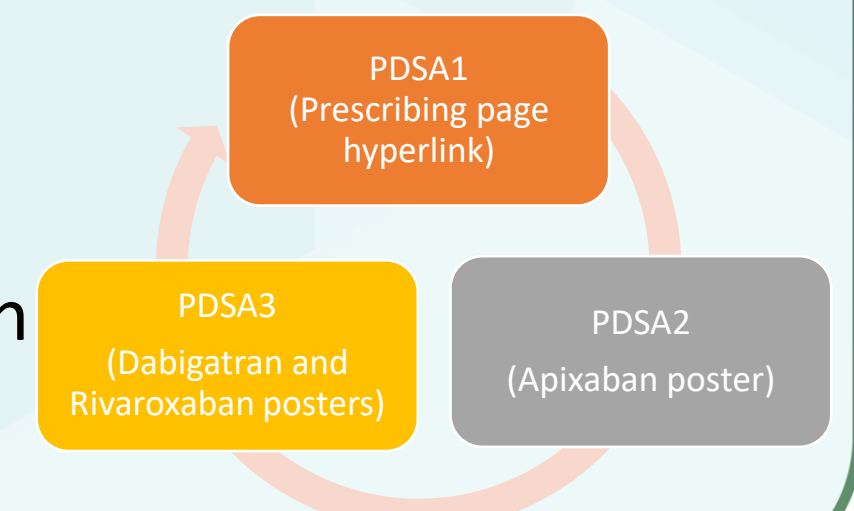 PDSA1
(Prescribing page
hyperlink)
n
PDSA3
(Dabigatran and
Rivaroxaban posters)
PDSA2
(Apixaban poster)